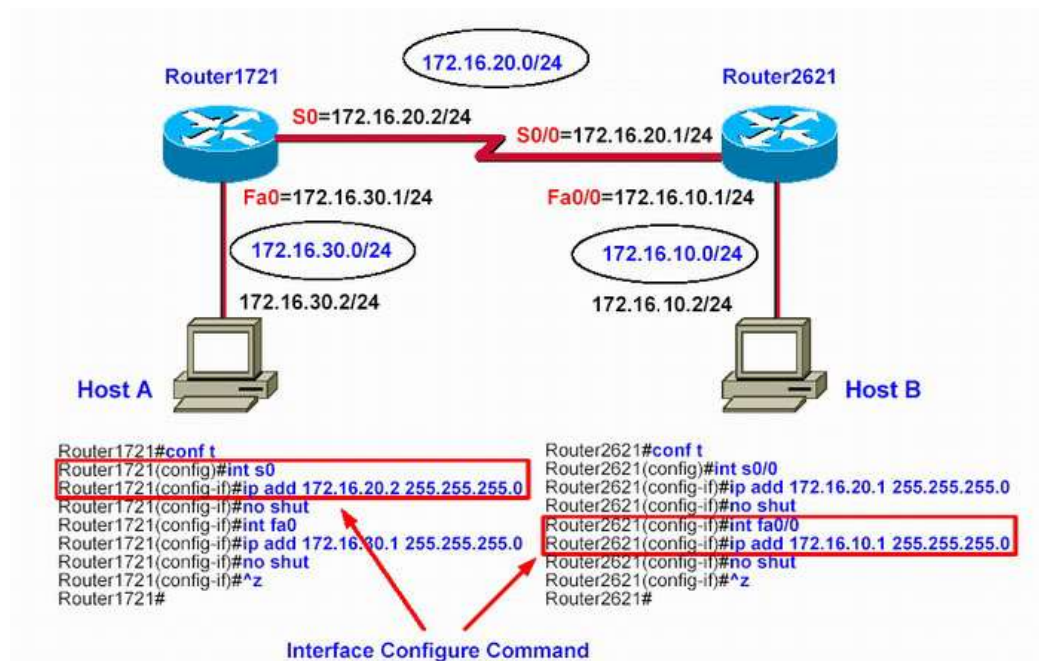 172.16.20.0/24
Router1721
Router2621
S0=172.16.20.2/24
S0/0=172.16.20.1/24
Fa0=172.16.30.1/24
Fa0/0=172.16.10.1/24
172.16.30.0/24
172.16.10.0/24
172.16.30.2/24
172.16.10.2/24
Host A
Host B
Router1721#conf t
Router1721(config)#int s0
Router1721(config-if)#ip add 172.16.20.2 255.255.255.0
Router1721(config-if)#no shut
Router1721(config-if)#int fa0
Router1721(config-if)#ip add 172.16.30.1 255.255.255.0
Router1721(config-if)#no shut
Router1721(config-if)#^z
Router1721#
Router2621#conf t
Router2621(config)#int s0/0
Router2621(config-if)#ip add 172.16.20.1 255.255.255.0
Router2621(config-if)#no shut
Router2621(config-if)#int fa0/0
Router2621(config-if)#ip add 172.16.10.1 255.255.255.0
Router2621(config-if)#no shut
Router2621(config-if)#^z
Router2621#
Interface Configure Command